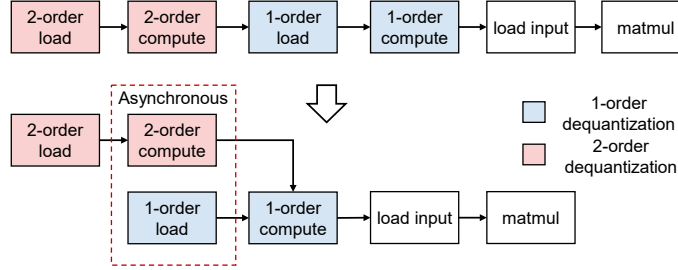 2-order
load
2-order
compute
1-order
load
1-order
compute
load input
matmul
Asynchronous
2-order
load
2-order
compute
1-order
load
1-order
compute
load input
matmul
1-order
dequantization
2-order
dequantization